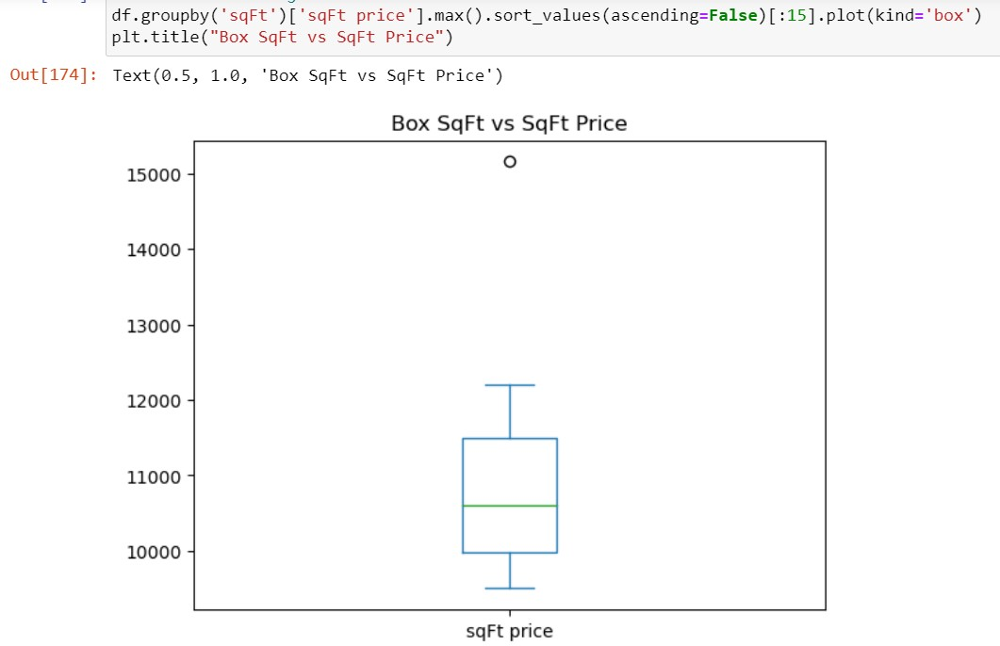 df.groupby('sqFt')['sqFt price'].max().sort_values(ascending=False)[:15].plot(kind='box')
plt.title("Box SqFt vs SqFt Price")
Out[174]: Text(0.5, 1.0, 'Box SqFt vs SqFt Price')
Box SqFt vs SqFt Price
15000
14000
13000
12000
11000
10000
sqFt price